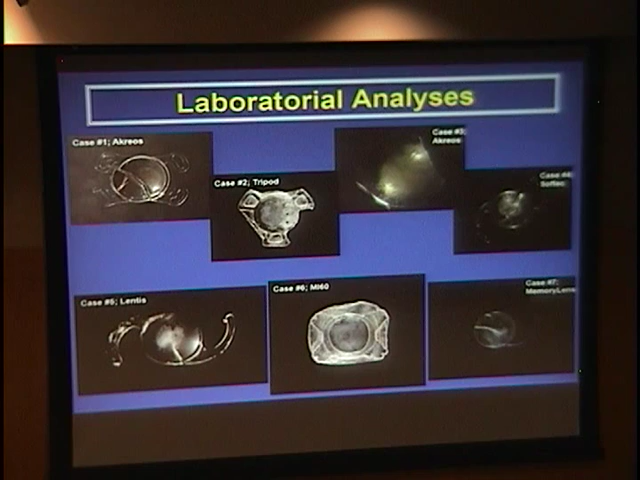 Laboratorial Analyses
Case #1; Akreos
Case #2; Tripod
Case #3;
Akreos
Case #4;
Softec
Case #5; Lentis
Case #6; MI60
Case #7;
MemoryLens